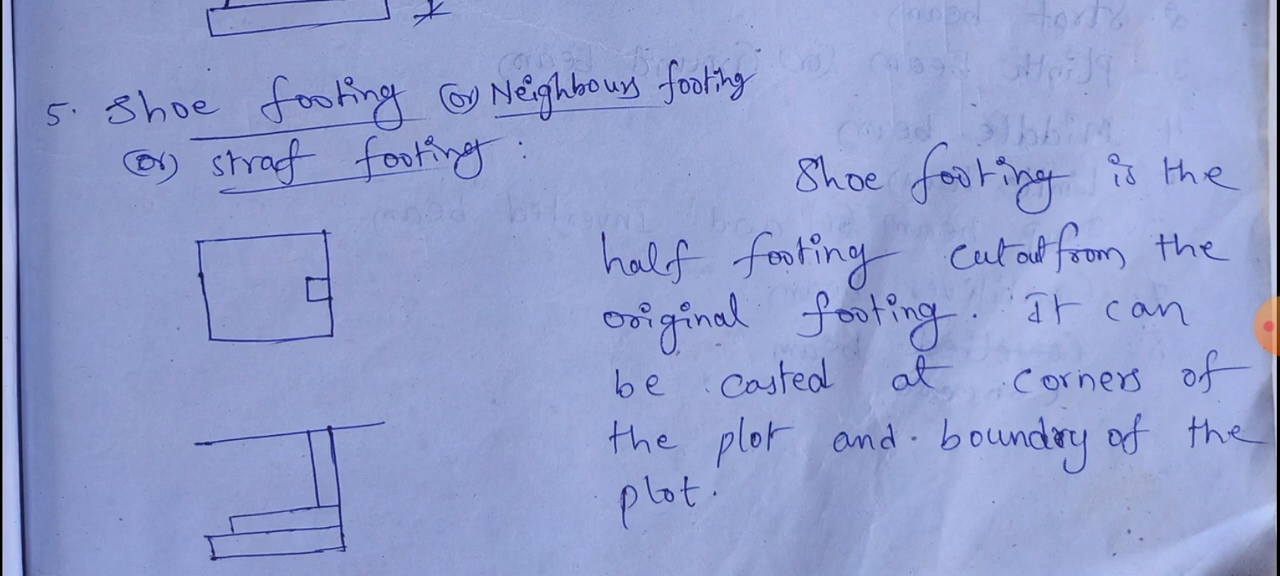 5. Shoe footing (or) Neighbours footing
(or) straf footing :
Shoe footing is the
half footing cut out from the
original footing. It can
be casted at corners of
the plot and boundry of the
plot.